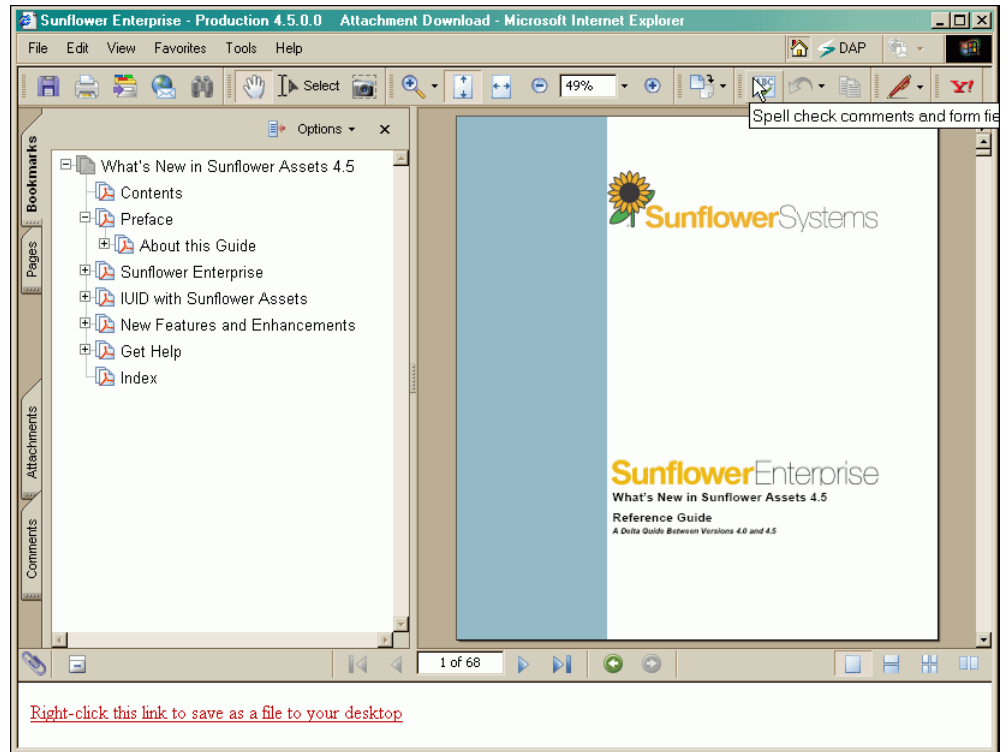 Sunflower Enterprise - Production 4.5.0.0 Attachment Download - Microsoft Internet Explorer
File Edit View Favorites Tools Help
DAP
Select
49%
ABC
Y!
Spell check comments and form fie
Bookmarks
Pages
Attachments
Comments
Options
What's New in Sunflower Assets 4.5
Contents
Preface
About this Guide
Sunflower Enterprise
IUID with Sunflower Assets
New Features and Enhancements
Get Help
Index
SunflowerSystems
SunflowerEnterprise
What's New in Sunflower Assets 4.5
Reference Guide
A Delta Guide Between Versions 4.0 and 4.5
1 of 68
Right-click this link to save as a file to your desktop